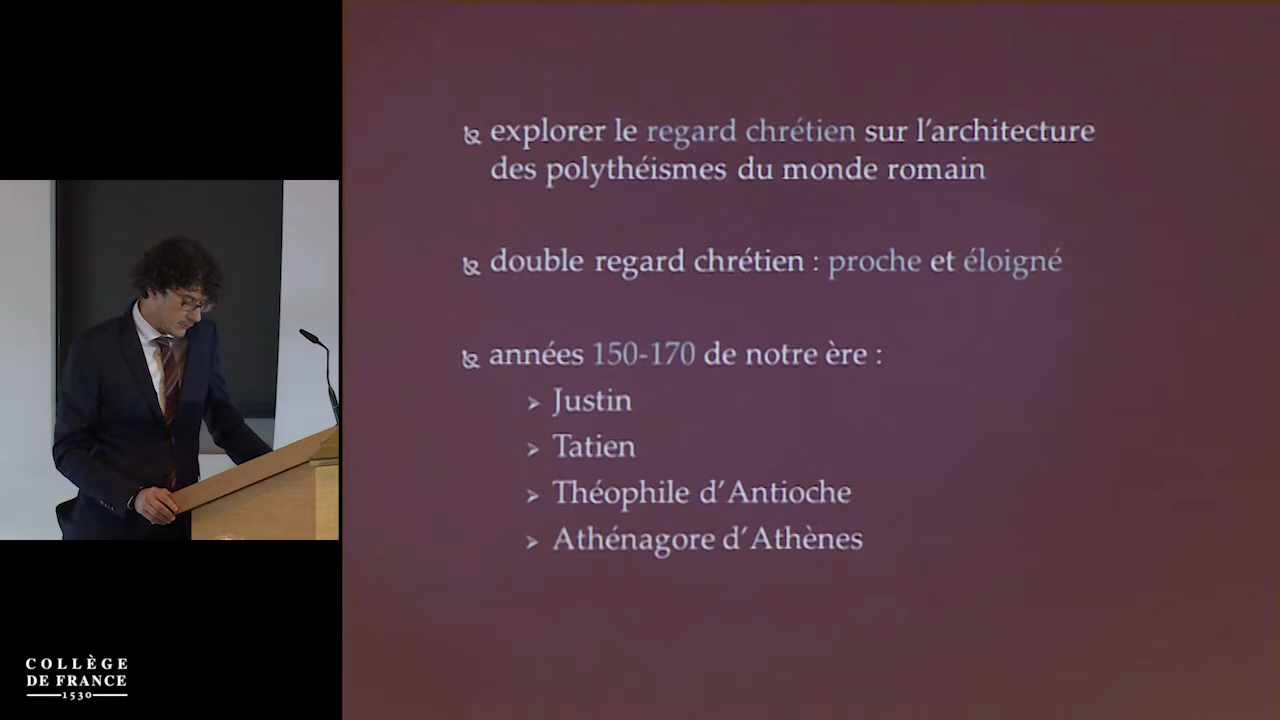 explorer le regard chrétien sur l'architecture
des polythéismes du monde romain
double regard chrétien : proche et éloigné
années 150-170 de notre ère :
Justin
Tatien
Théophile d'Antioche
Athénagore d'Athènes
COLLÈGE
DE FRANCE
1530